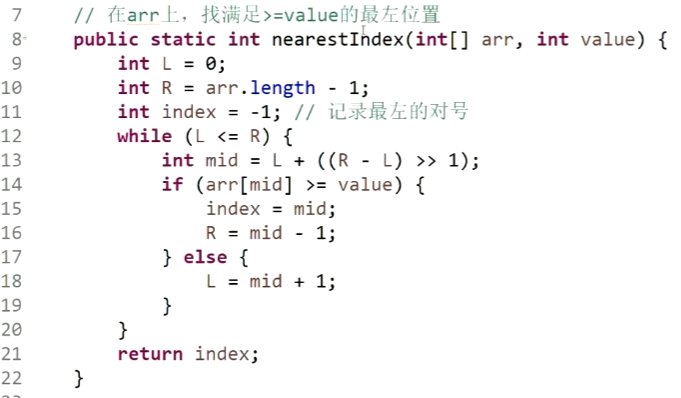 7 // 在arr上，找满足>=value的最左位置
8 public static int nearestIndex(int[] arr, int value) {
9 int L = 0;
10 int R = arr.length - 1;
11 int index = -1; // 记录最左的对号
12 while (L <= R) {
13 int mid = L + ((R - L) >> 1);
14 if (arr[mid] >= value) {
15 index = mid;
16 R = mid - 1;
17 } else {
18 L = mid + 1;
19 }
20 }
21 return index;
22 }